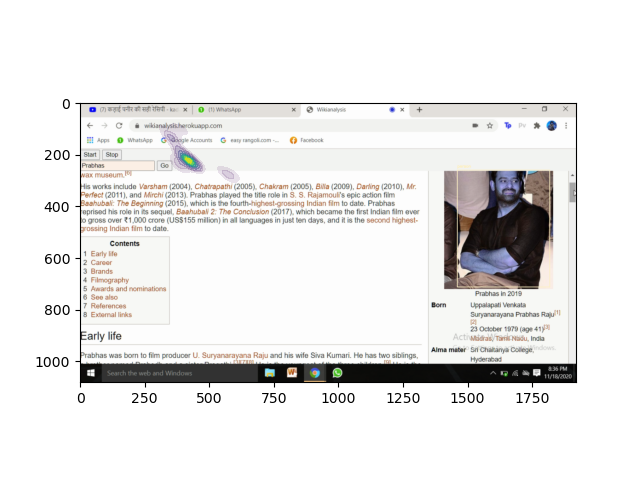 0
200
400
600
800
1000
0 250 500 750 1000 1250 1500 1750
(7) कड़ाई पनीर की सही रेसिपी - ka
(1) WhatsApp
Wikianalysis
wikianalysis.herokuapp.com
Apps WhatsApp Google Accounts easy rangoli.com -... Facebook
Start Stop
Prabhas Go
wax museum.[6]
His works include Varsham (2004), Chatrapathi (2005), Chakram (2005), Billa (2009), Darling (2010), Mr.
Perfect (2011), and Mirchi (2013). Prabhas played the title role in S. S. Rajamouli's epic action film
Baahubali: The Beginning (2015), which is the fourth-highest-grossing Indian film to date. Prabhas
reprised his role in its sequel, Baahubali 2: The Conclusion (2017), which became the first Indian film ever
to gross over ₹1,000 crore (US$155 million) in all languages in just ten days, and it is the second highest-
grossing Indian film to date.
Contents
1 Early life
2 Career
3 Brands
4 Filmography
5 Awards and nominations
6 See also
7 References
8 External links
Early life
Prabhas was born to film producer U. Suryanarayana Raju and his wife Siva Kumari. He has two siblings,
Prabhas in 2019
Born Uppalapati Venkata
Suryanarayana Prabhas Raju[1]
[2]
23 October 1979 (age 41)[3]
Madras, Tamil Nadu, India
Alma mater Sri Chaitanya College,
Hyderabad
Search the web and Windows
8:36 PM
11/18/2020